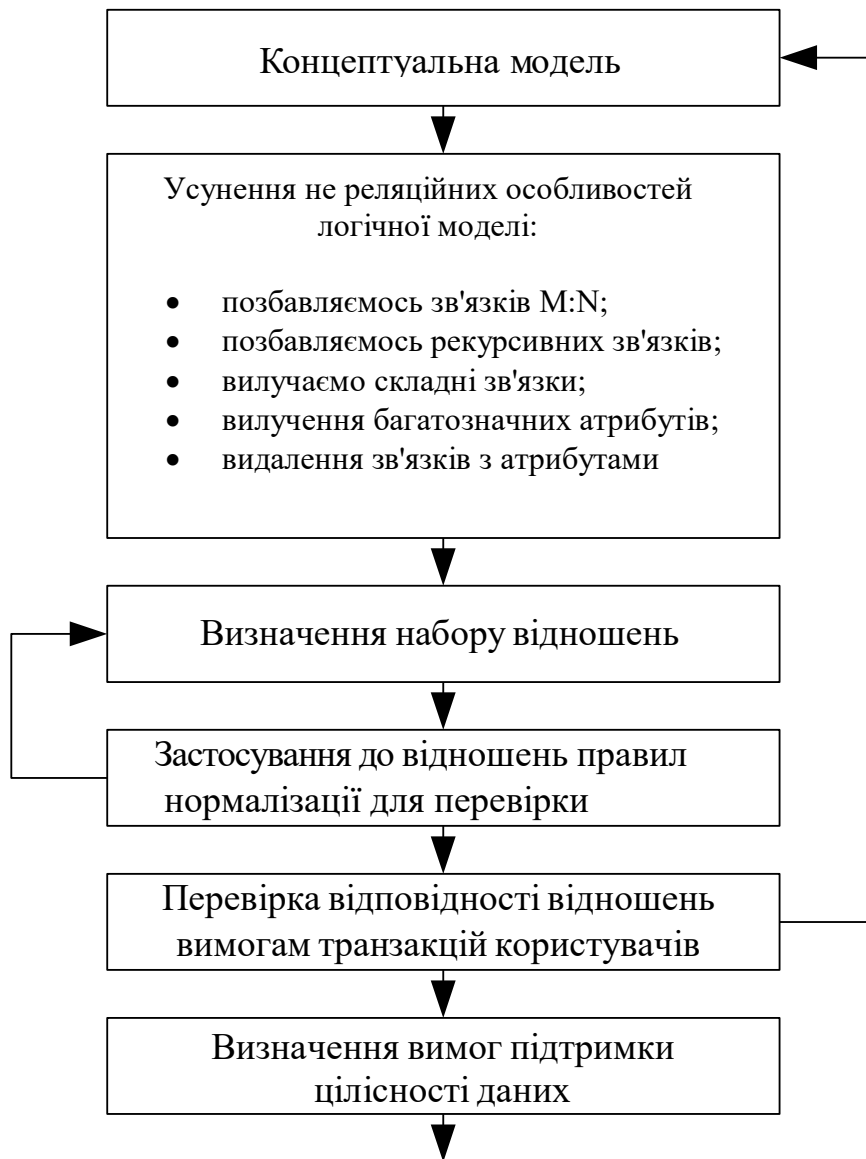 Концептуальна модель
Усунення не реляційних особливостей
логічної моделі:
• позбавляємось зв'язків M:N;
• позбавляємось рекурсивних зв'язків;
• вилучаємо складні зв'язки;
• вилучення багатозначних атрибутів;
• видалення зв'язків з атрибутами
Визначення набору відношень
Застосування до відношень правил
нормалізації для перевірки
Перевірка відповідності відношень
вимогам транзакцій користувачів
Визначення вимог підтримки
цілісності даних